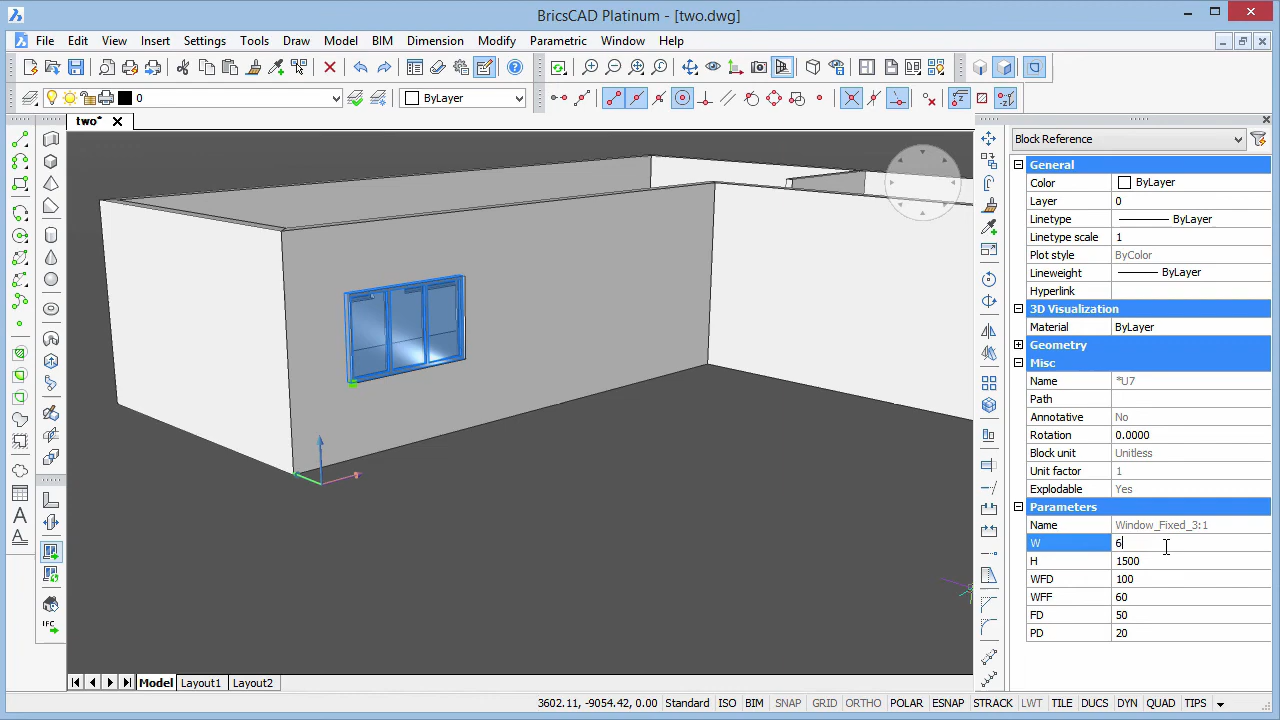 BricsCAD Platinum - [two.dwg]
File Edit View Insert Settings Tools Draw Model BIM Dimension Modify Parametric Window Help
0 ByLayer
two*
Block Reference
General
Color ByLayer
Layer 0
Linetype ByLayer
Linetype scale 1
Plot style ByColor
Lineweight ByLayer
Hyperlink
3D Visualization
Material ByLayer
Geometry
Misc
Name *U7
Path
Annotative No
Rotation 0.0000
Block unit Unitless
Unit factor 1
Explodable Yes
Parameters
Name Window_Fixed_3:1
W 6
H 1500
WFD 100
WFF 60
FD 50
PD 20
IFC
Model Layout1 Layout2
3602.11, -9054.42, 0.00 Standard ISO BIM SNAP GRID ORTHO POLAR ESNAP STRACK LWT TILE DUCS DYN QUAD TIPS